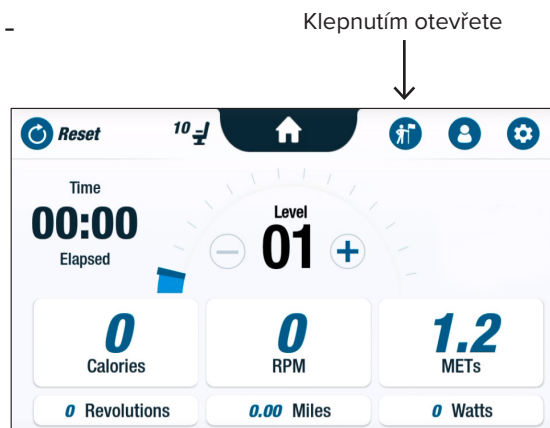 -
Klepnutím otevřete
Reset
10
Time
00:00
Elapsed
Level
01
0
Calories
0
RPM
1.2
METs
0 Revolutions
0.00 Miles
0 Watts